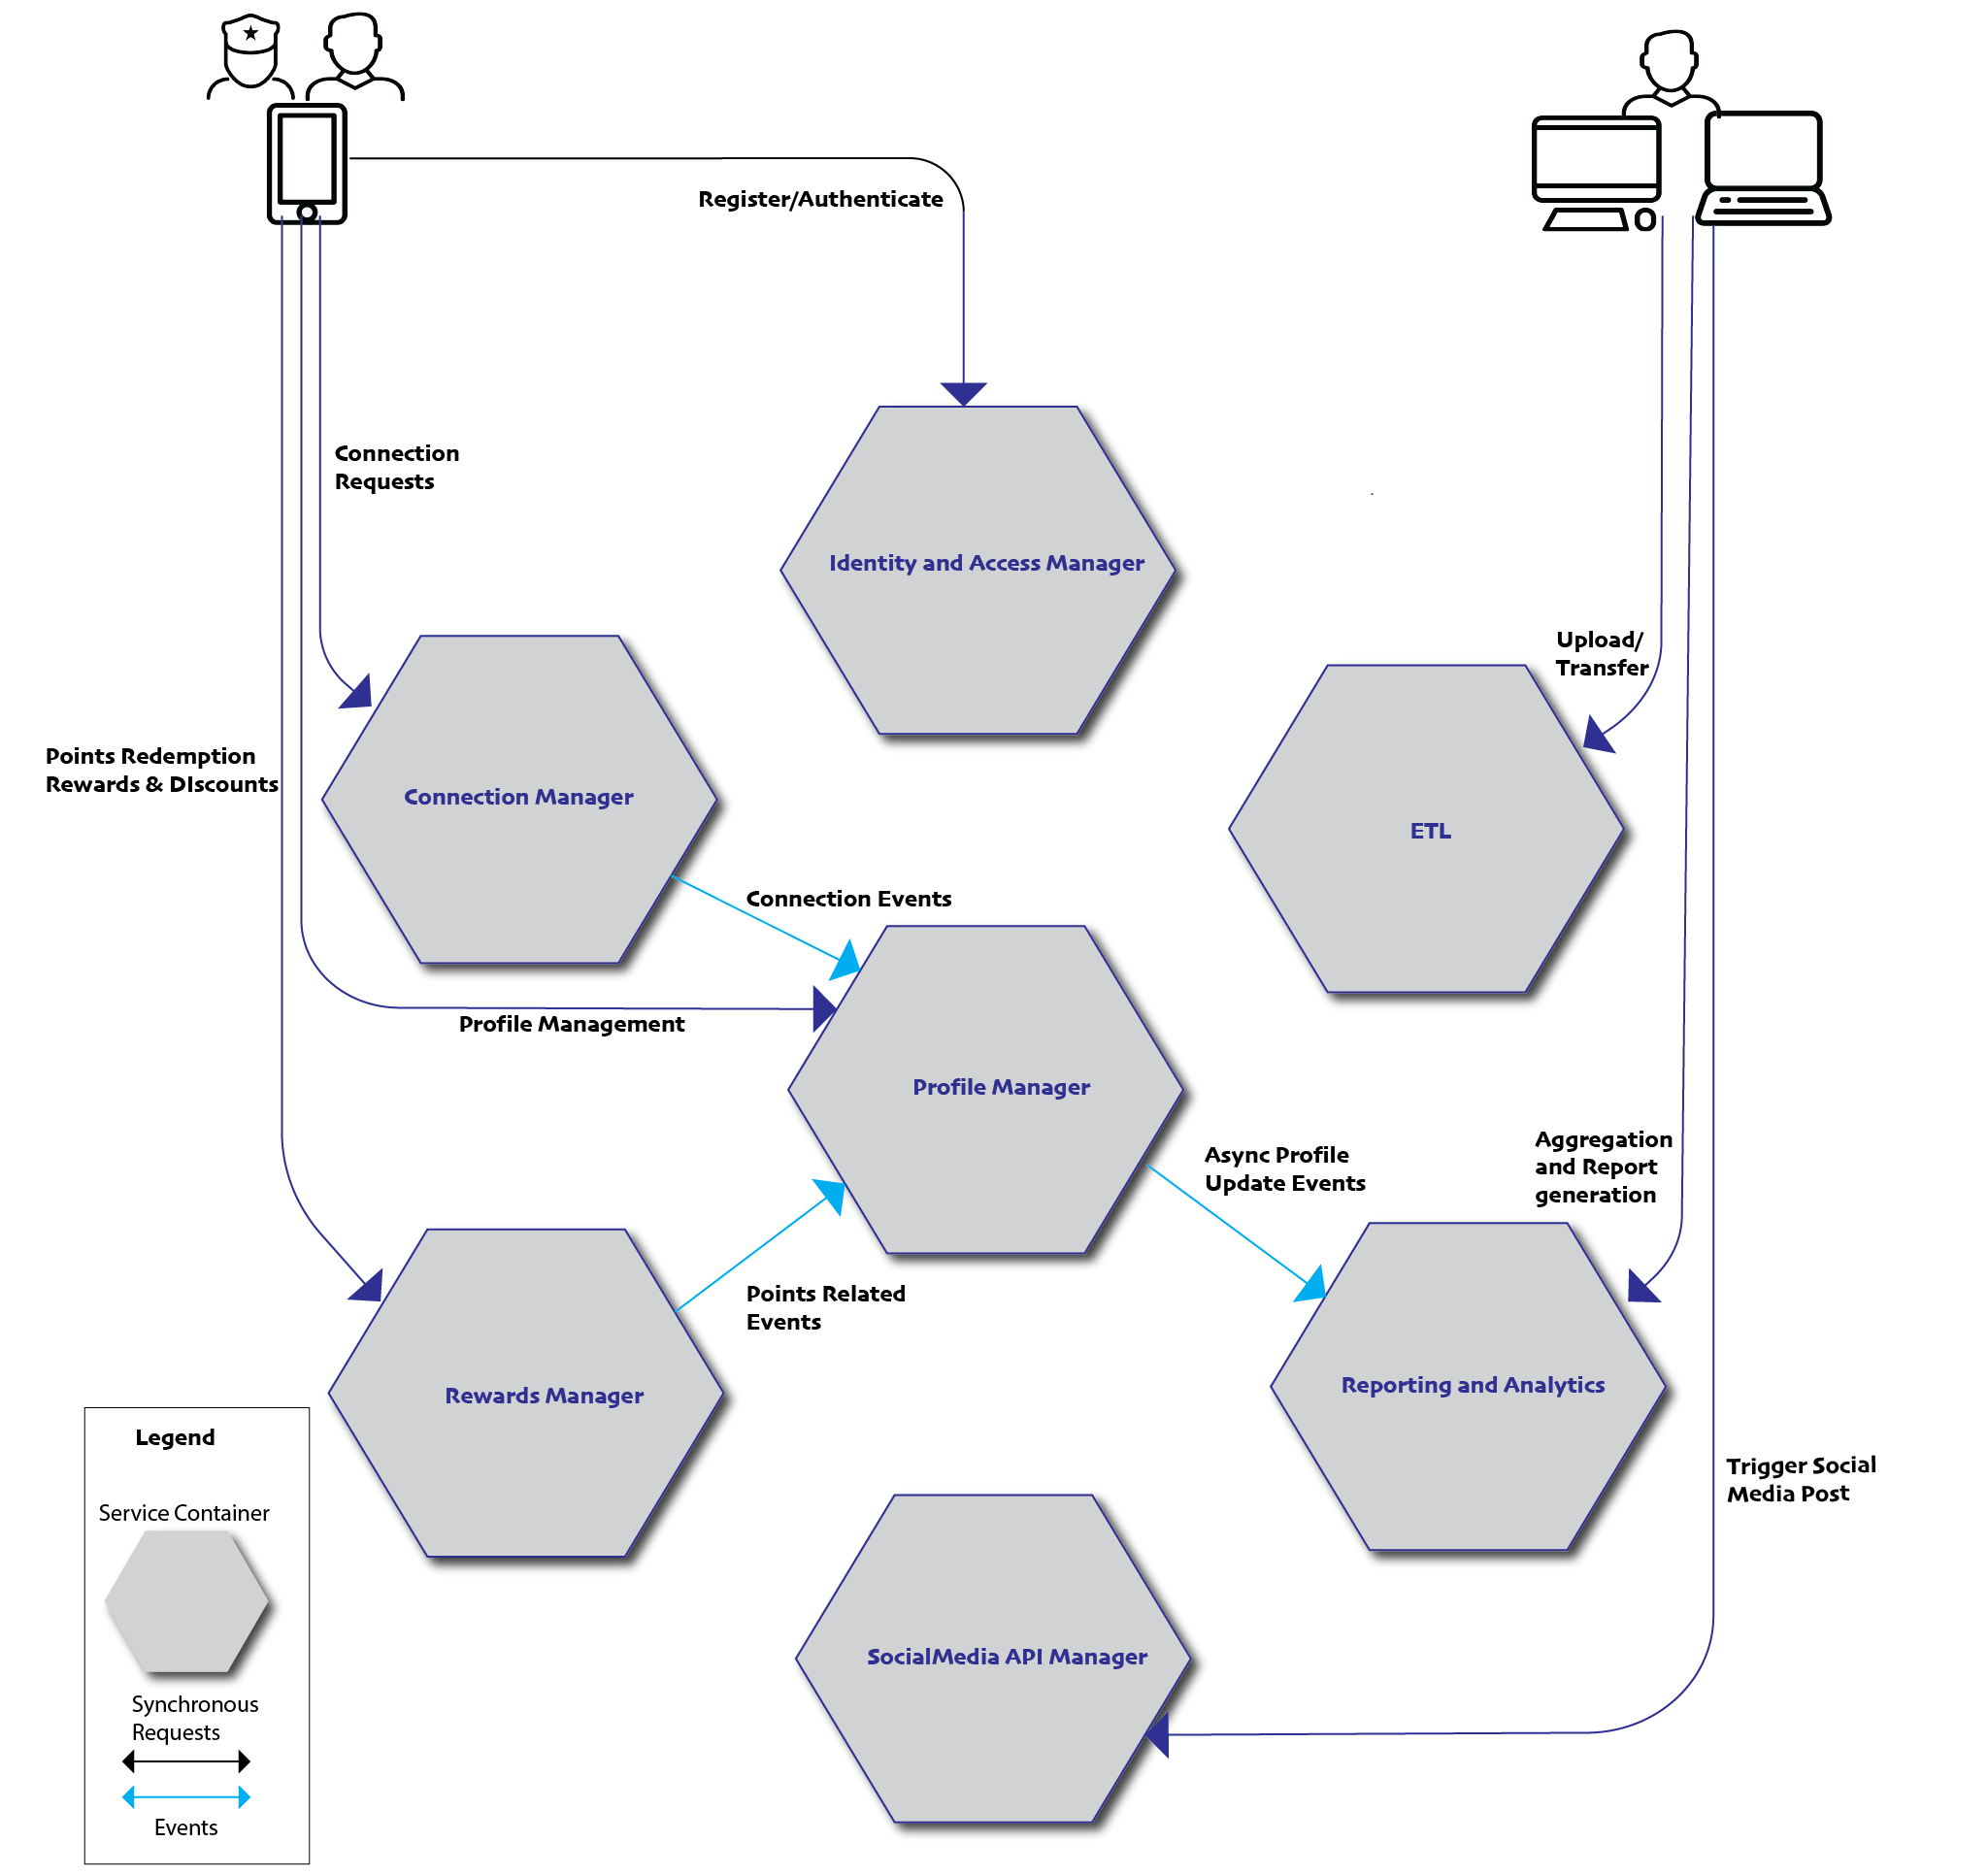 Register/Authenticate
Connection
Requests
Identity and Access Manager
Upload/
Transfer
Points Redemption
Rewards & DIscounts
Connection Manager
ETL
Connection Events
Profile Management
Profile Manager
Async Profile
Update Events
Aggregation
and Report
generation
Points Related
Events
Rewards Manager
Reporting and Analytics
Legend
Service Container
Synchronous
Requests
Events
Trigger Social
Media Post
SocialMedia API Manager